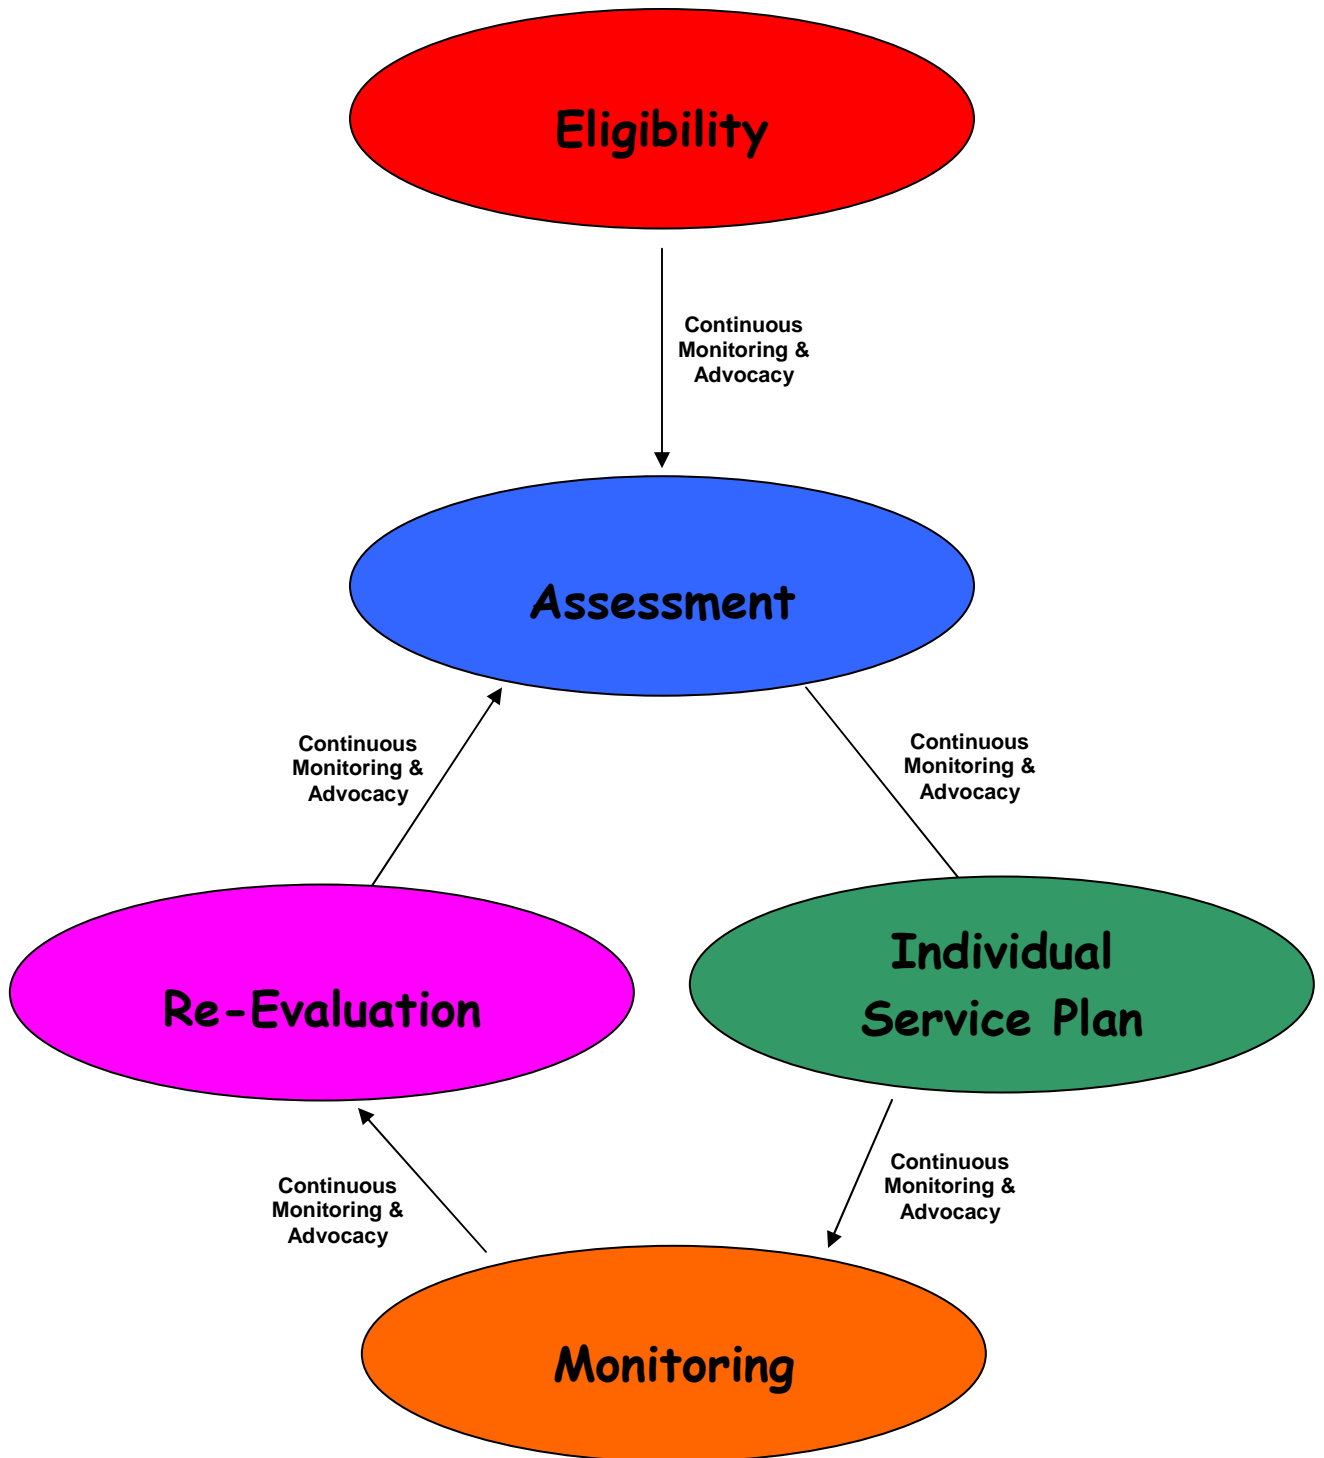 Eligibility
Continuous
Monitoring &
Advocacy
Assessment
Continuous
Monitoring &
Advocacy
Continuous
Monitoring &
Advocacy
Re-Evaluation
Individual
Service Plan
Continuous
Monitoring &
Advocacy
Continuous
Monitoring &
Advocacy
Monitoring